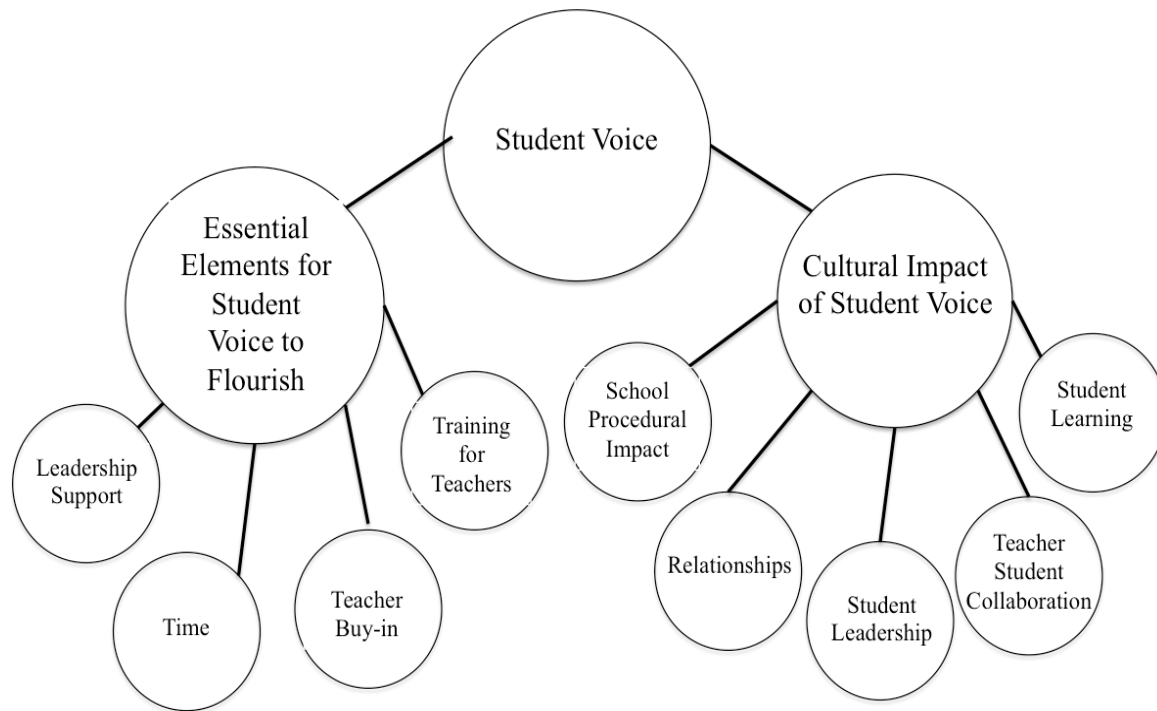 Student Voice
Essential
Elements for
Student
Voice to
Flourish
Cultural Impact
of Student Voice
Leadership
Support
Time
Teacher
Buy-in
Training
for
Teachers
School
Procedural
Impact
Relationships
Student
Leadership
Teacher
Student
Collaboration
Student
Learning